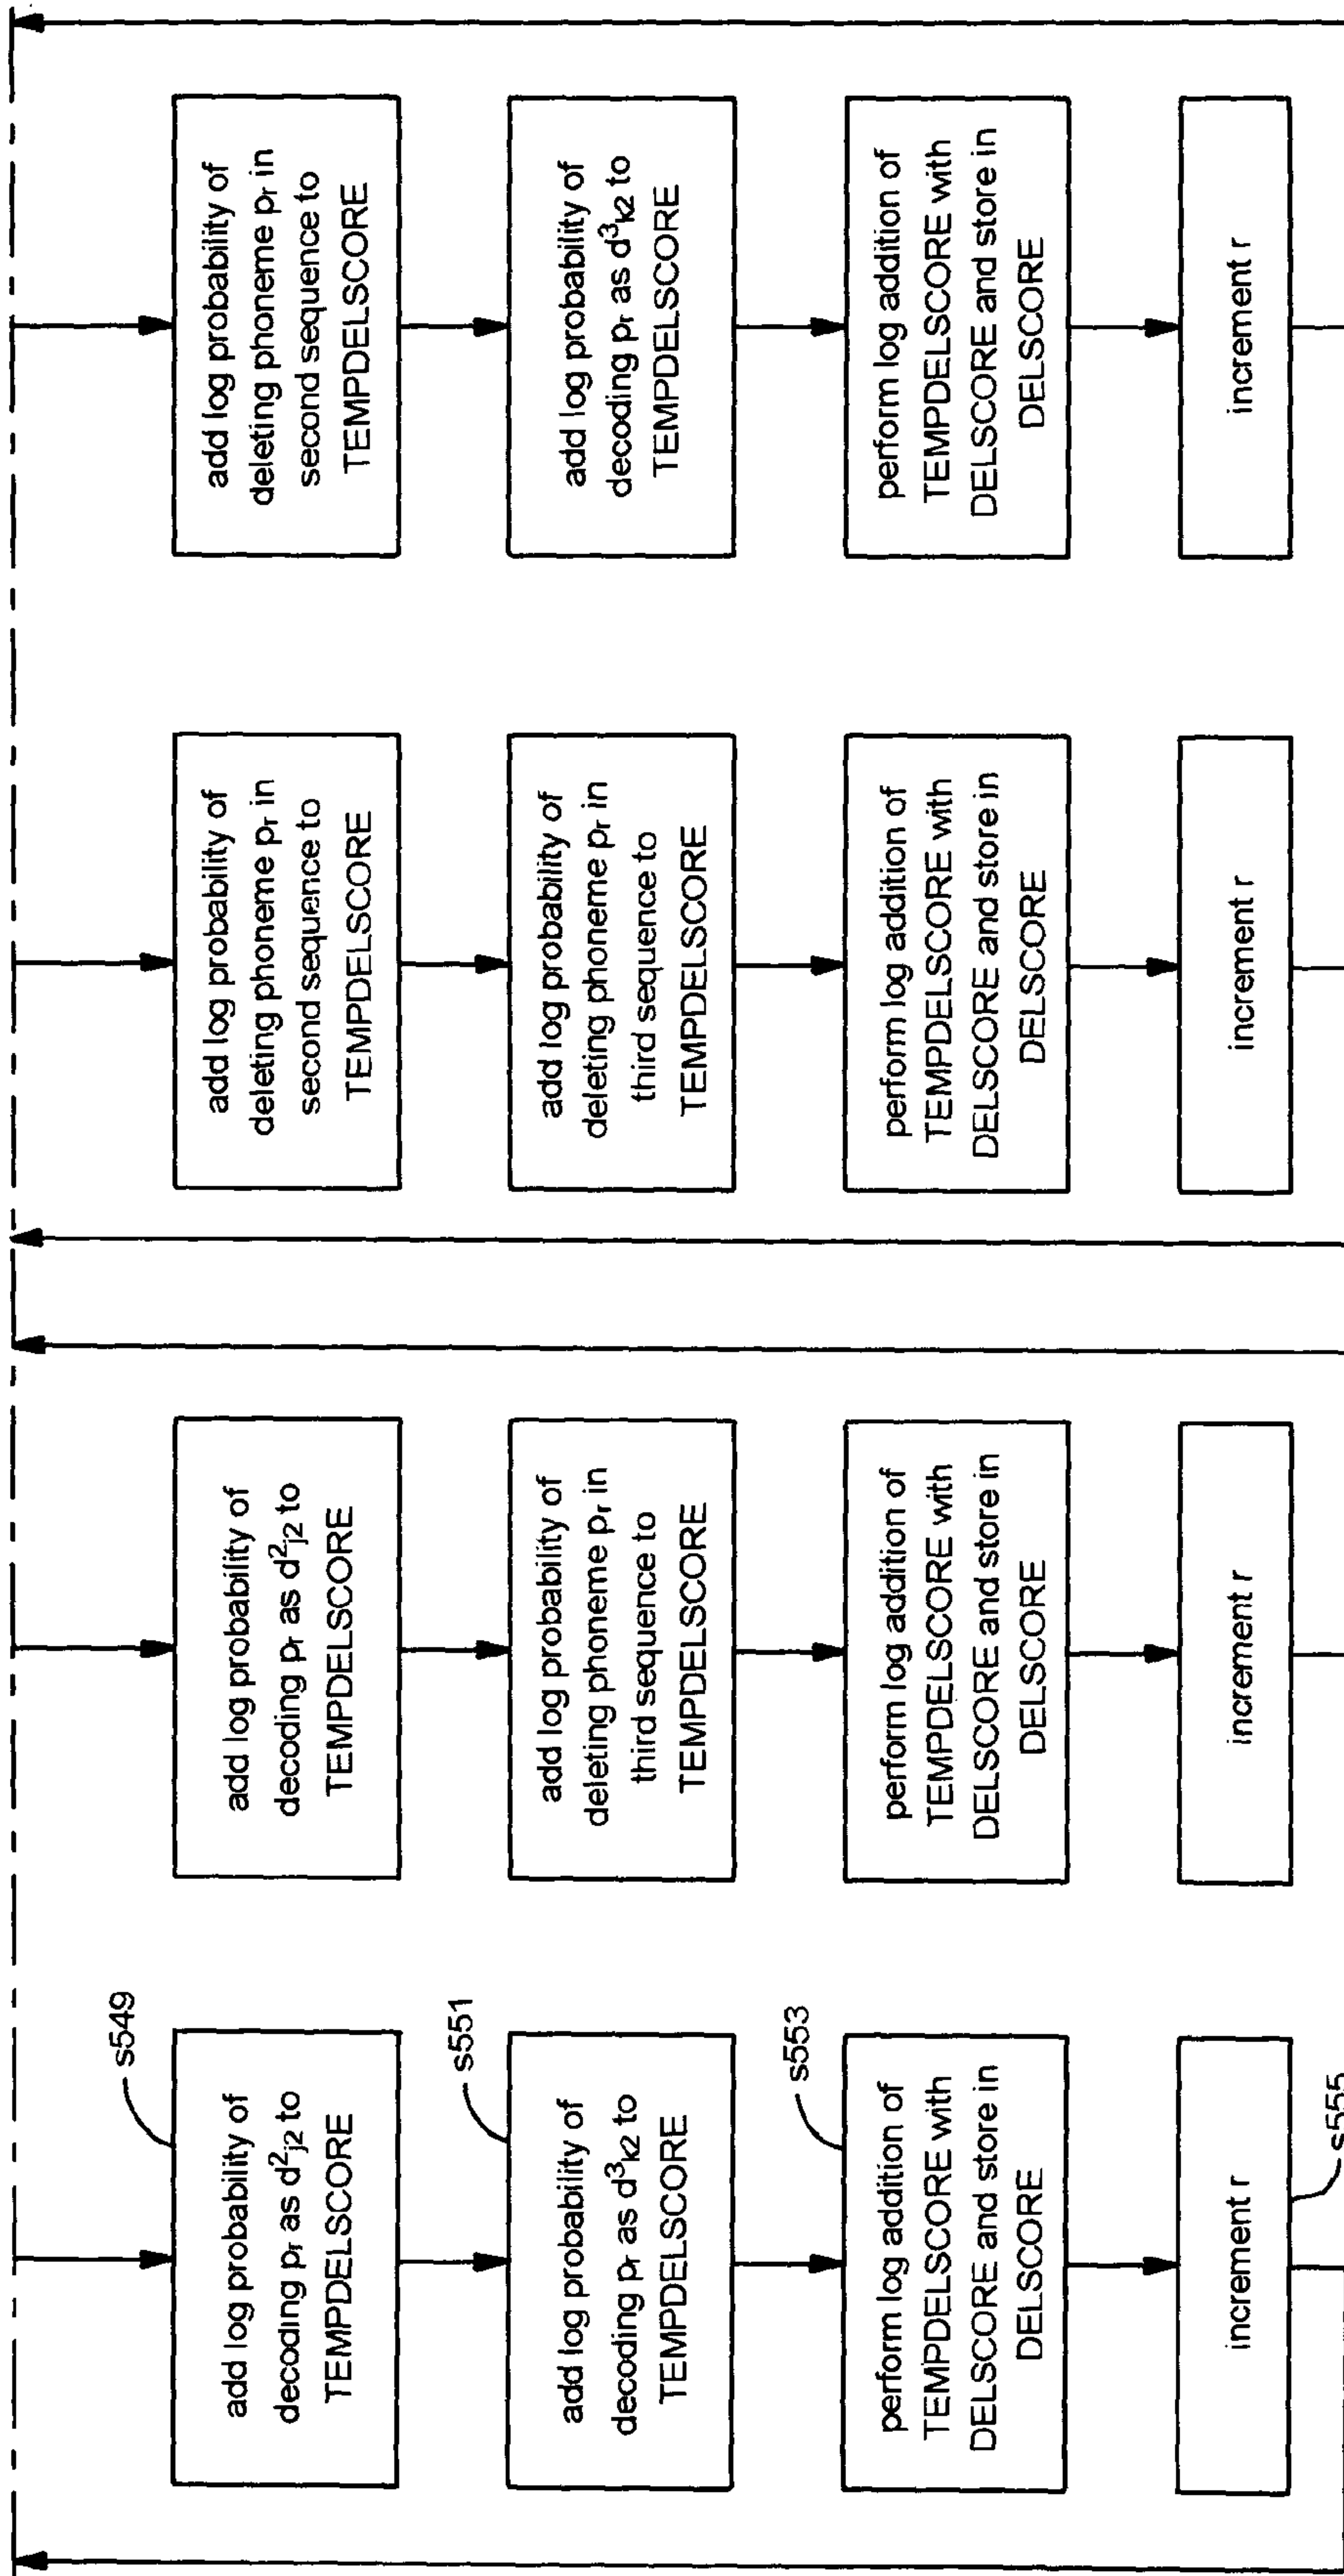 s549
add log probability of
decoding pr as d²j2 to
TEMPDELSCORE
s551
add log probability of
decoding pr as d³k2 to
TEMPDELSCORE
s553
perform log addition of
TEMPDELSCORE with
DELSCORE and store in
DELSCORE
increment r
s555
add log probability of
decoding pr as d²j2 to
TEMPDELSCORE
add log probability of
deleting phoneme pr in
third sequence to
TEMPDELSCORE
perform log addition of
TEMPDELSCORE with
DELSCORE and store in
DELSCORE
increment r
add log probability of
deleting phoneme pr in
second sequence to
TEMPDELSCORE
add log probability of
deleting phoneme pr in
third sequence to
TEMPDELSCORE
perform log addition of
TEMPDELSCORE with
DELSCORE and store in
DELSCORE
increment r
add log probability of
deleting phoneme pr in
second sequence to
TEMPDELSCORE
add log probability of
decoding pr as d³k2 to
TEMPDELSCORE
perform log addition of
TEMPDELSCORE with
DELSCORE and store in
DELSCORE
increment r